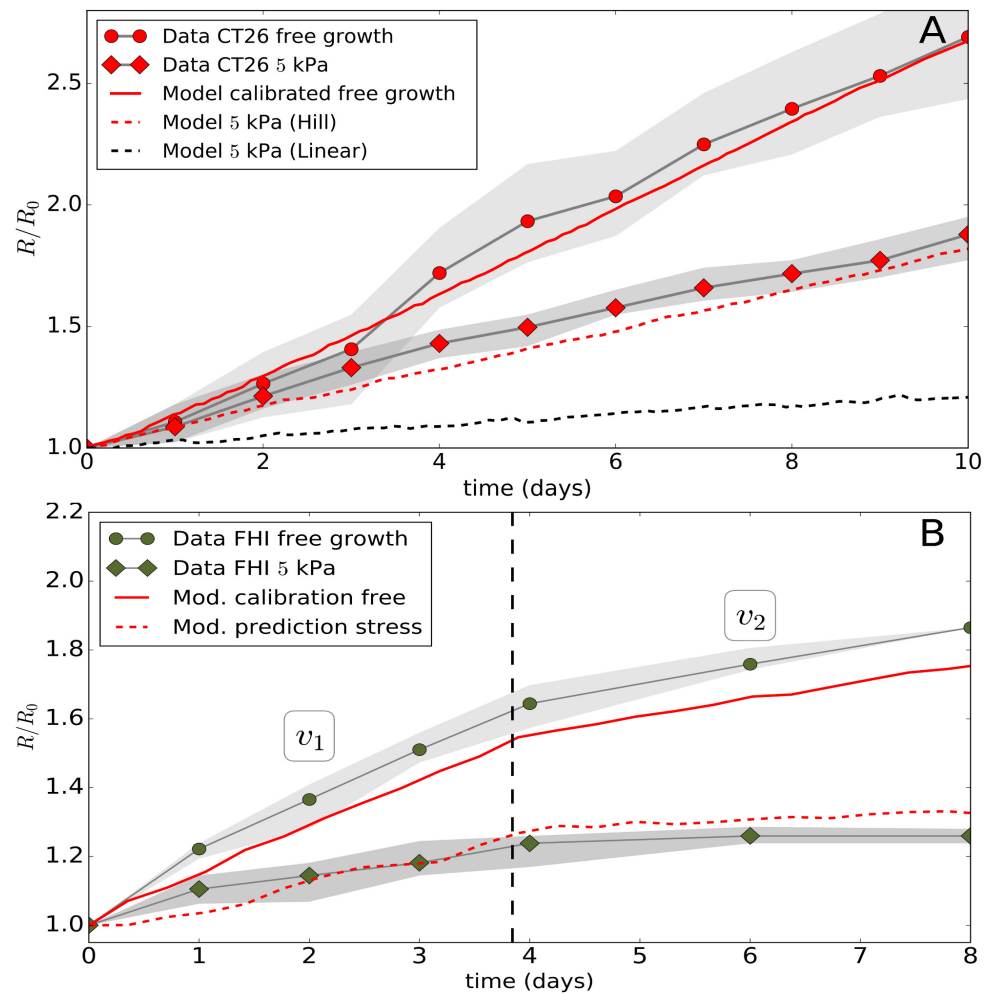 A
Data CT26 free growth
Data CT26 5 kPa
Model calibrated free growth
Model 5 kPa (Hill)
Model 5 kPa (Linear)
R/R0
2.5
2.0
1.5
1.0
0 2 4 6 8 10
time (days)
B
Data FHI free growth
Data FHI 5 kPa
Mod. calibration free
Mod. prediction stress
v1
v2
R/R0
2.2
2.0
1.8
1.6
1.4
1.2
1.0
0 1 2 3 4 5 6 7 8
time (days)